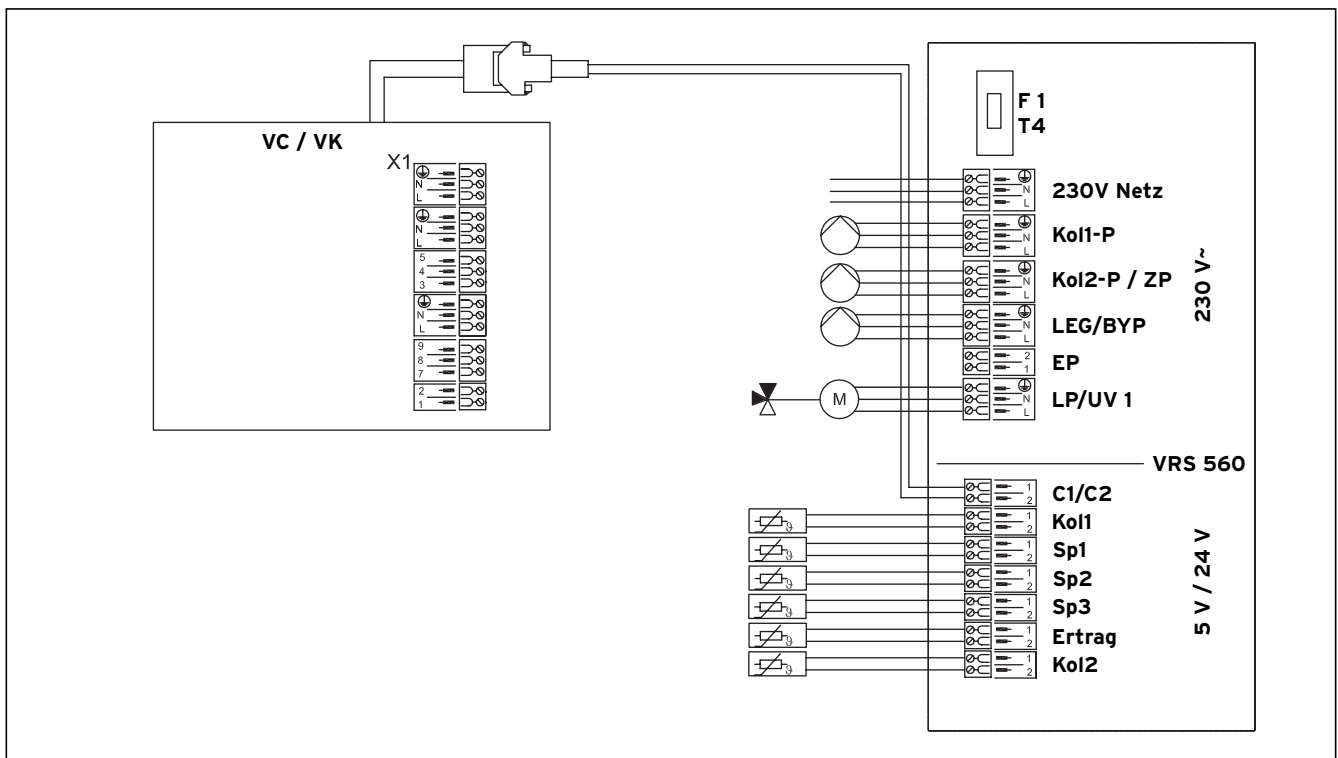 VC / VK
X1
N
L
N
L
5
4
3
N
L
9
8
7
2
1
F 1
T4
N
L
230V Netz
N
L
Kol1-P
N
L
Kol2-P / ZP
N
L
LEG/BYP
2
1
EP
M
N
L
LP/UV 1
230 V~
VRS 560
1
2
C1/C2
ϑ
1
2
Kol1
ϑ
1
2
Sp1
ϑ
1
2
Sp2
ϑ
1
2
Sp3
ϑ
1
2
Ertrag
ϑ
1
2
Kol2
5 V / 24 V